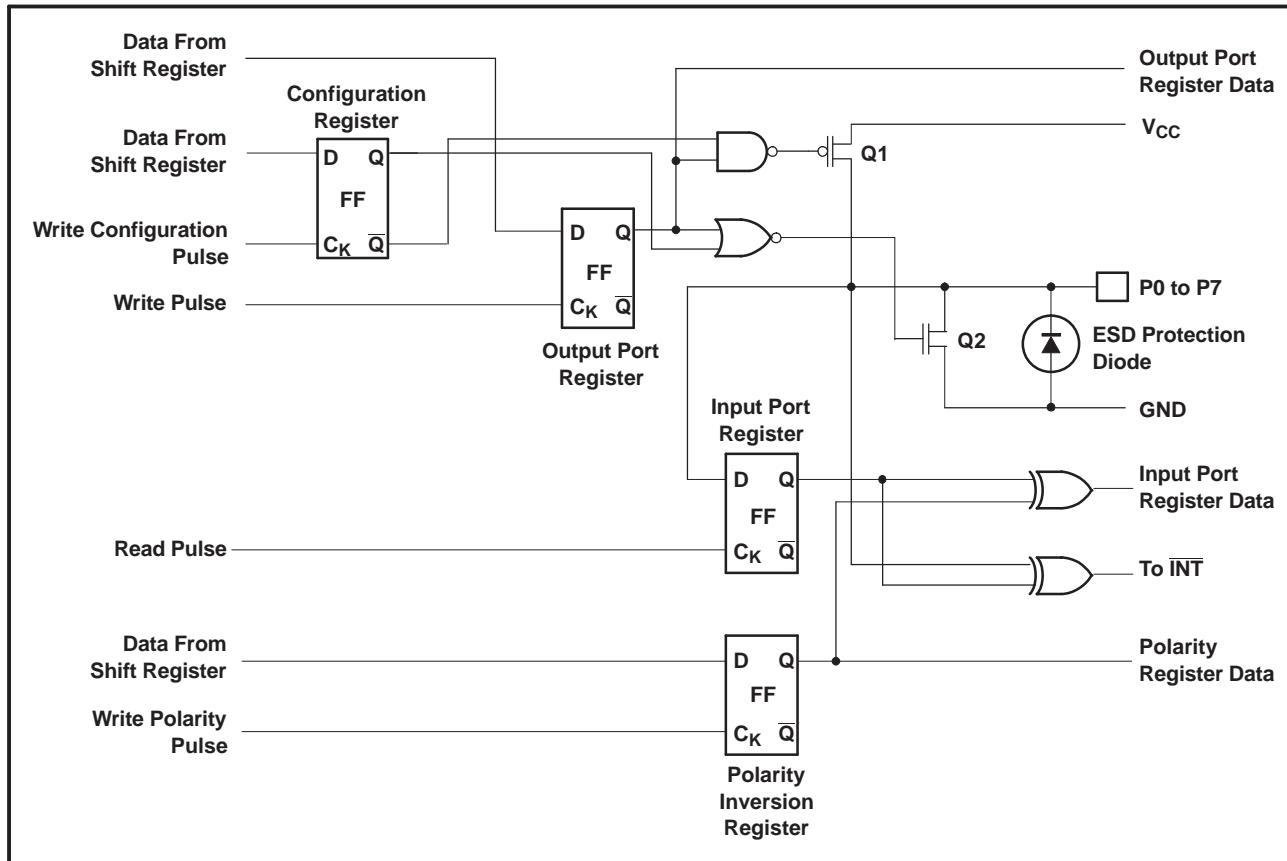 Data From
Shift Register
Output Port
Register Data
Configuration
Register
VCC
Data From
Shift Register
D Q
FF
CK Q̅
Q1
Write Configuration
Pulse
D Q
FF
CK Q̅
Write Pulse
Output Port
Register
P0 to P7
Q2
ESD Protection
Diode
GND
Input Port
Register
D Q
FF
CK Q̅
Input Port
Register Data
Read Pulse
To I̅N̅T̅
Data From
Shift Register
D Q
FF
CK Q̅
Polarity
Register Data
Write Polarity
Pulse
Polarity
Inversion
Register